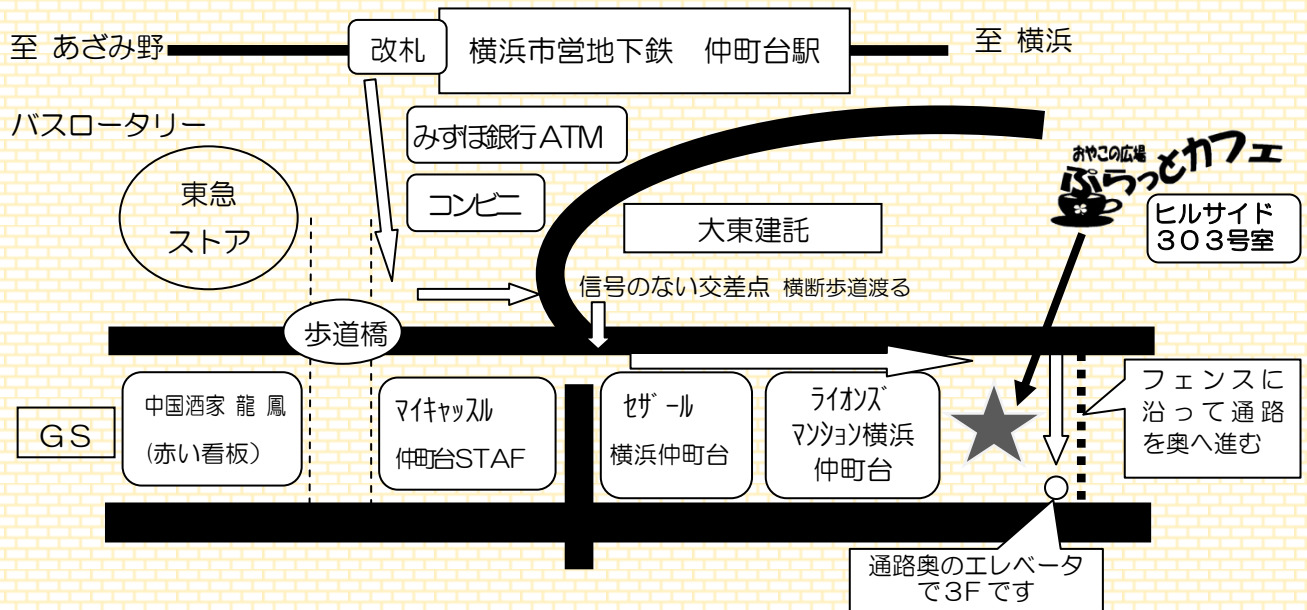 至 あざみ野
改札
横浜市営地下鉄 仲町台駅
至 横浜
バスロータリー
東急
ストア
みずほ銀行ATM
コンビニ
大東建託
おやこの広場
ぷらっとカフェ
ヒルサイド
303号室
信号のない交差点 横断歩道渡る
歩道橋
GS
中国酒家 龍 鳳
(赤い看板)
マイキャッスル
仲町台STAF
セザール
横浜仲町台
ライオンズ
マンション横浜
仲町台
フェンスに
沿って通路
を奥へ進む
通路奥のエレベータ
で3Fです